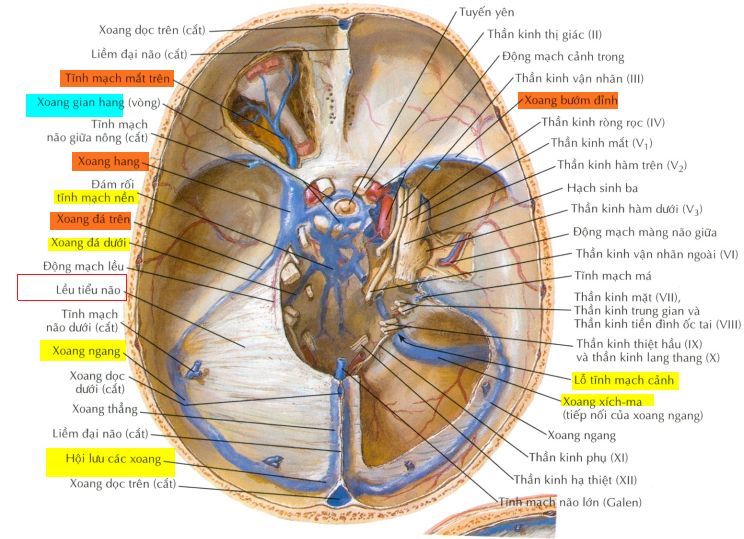 Xoang dọc trên (cắt)
Liềm đại não (cắt)
Tĩnh mạch mắt trên
Xoang gian hang (vòng)
Tĩnh mạch
não giữa nông (cắt)
Xoang hang
Đám rối
tĩnh mạch nền
Xoang đá trên
Xoang đá dưới
Động mạch lều
Lều tiểu não
Tĩnh mạch
não dưới (cắt)
Xoang ngang
Xoang dọc
dưới (cắt)
Xoang thẳng
Liềm đại não (cắt)
Hội lưu các xoang
Xoang dọc trên (cắt)
Tuyến yên
Thần kinh thị giác (II)
Động mạch cảnh trong
Thần kinh vận nhãn (III)
Xoang bướm đỉnh
Thần kinh ròng rọc (IV)
Thần kinh mắt (V₁)
Thần kinh hàm trên (V₂)
Hạch sinh ba
Thần kinh hàm dưới (V₃)
Động mạch màng não giữa
Thần kinh vận nhãn ngoài (VI)
Tĩnh mạch má
Thần kinh mặt (VII),
Thần kinh trung gian và
Thần kinh tiền đình ốc tai (VIII)
Thần kinh thiệt hầu (IX)
và thần kinh lang thang (X)
Lỗ tĩnh mạch cảnh
Xoang xích-ma
(tiếp nối của xoang ngang)
Xoang ngang
Thần kinh phụ (XI)
Thần kinh hạ thiệt (XII)
Tĩnh mạch não lớn (Galen)